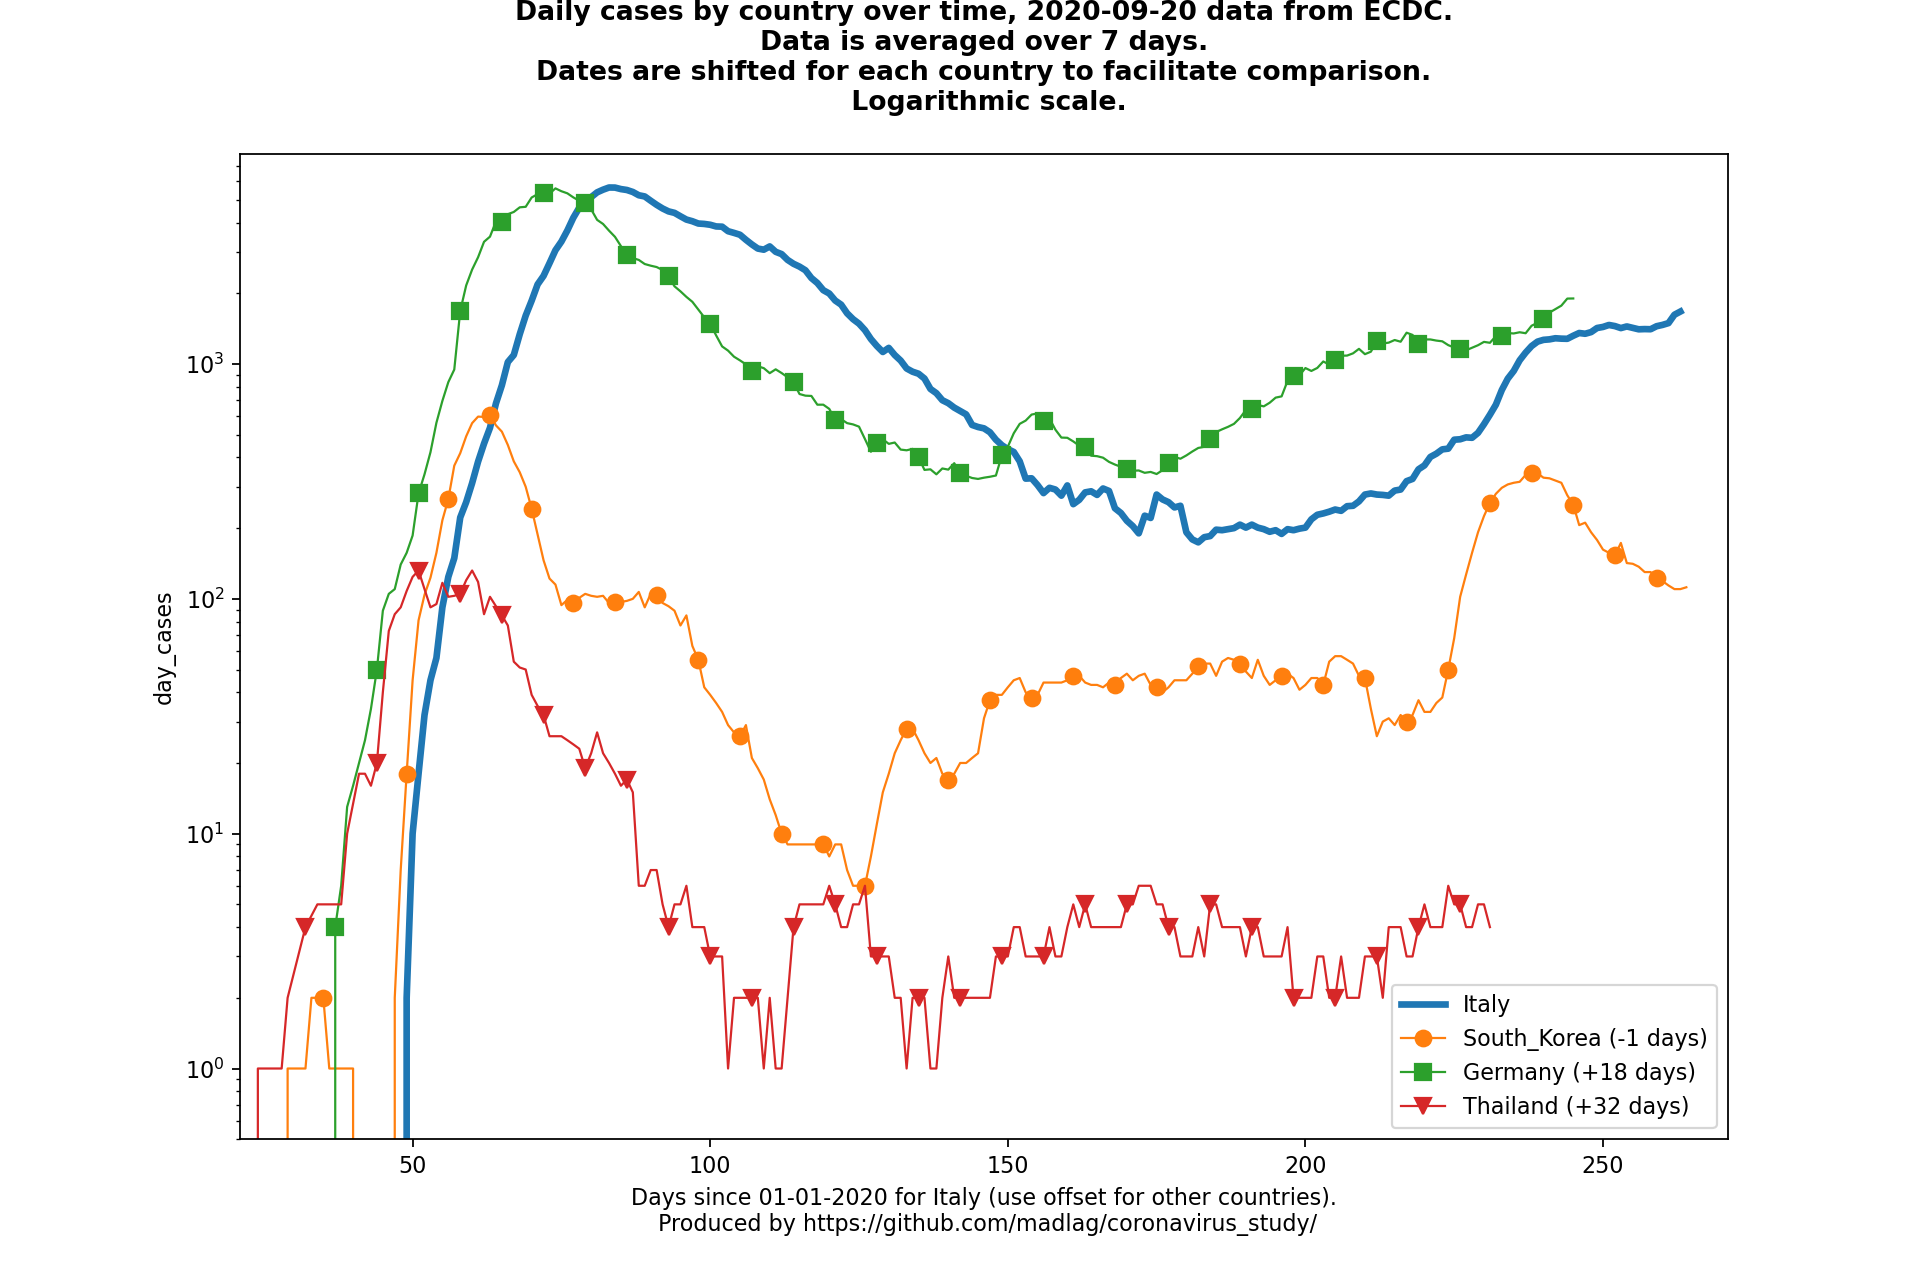 Daily cases by country over time, 2020-09-20 data from ECDC.
Data is averaged over 7 days.
Dates are shifted for each country to facilitate comparison.
Logarithmic scale.
10³
10²
10¹
10⁰
day_cases
Italy
South_Korea (-1 days)
Germany (+18 days)
Thailand (+32 days)
50
100
150
200
250
Days since 01-01-2020 for Italy (use offset for other countries).
Produced by https://github.com/madlag/coronavirus_study/